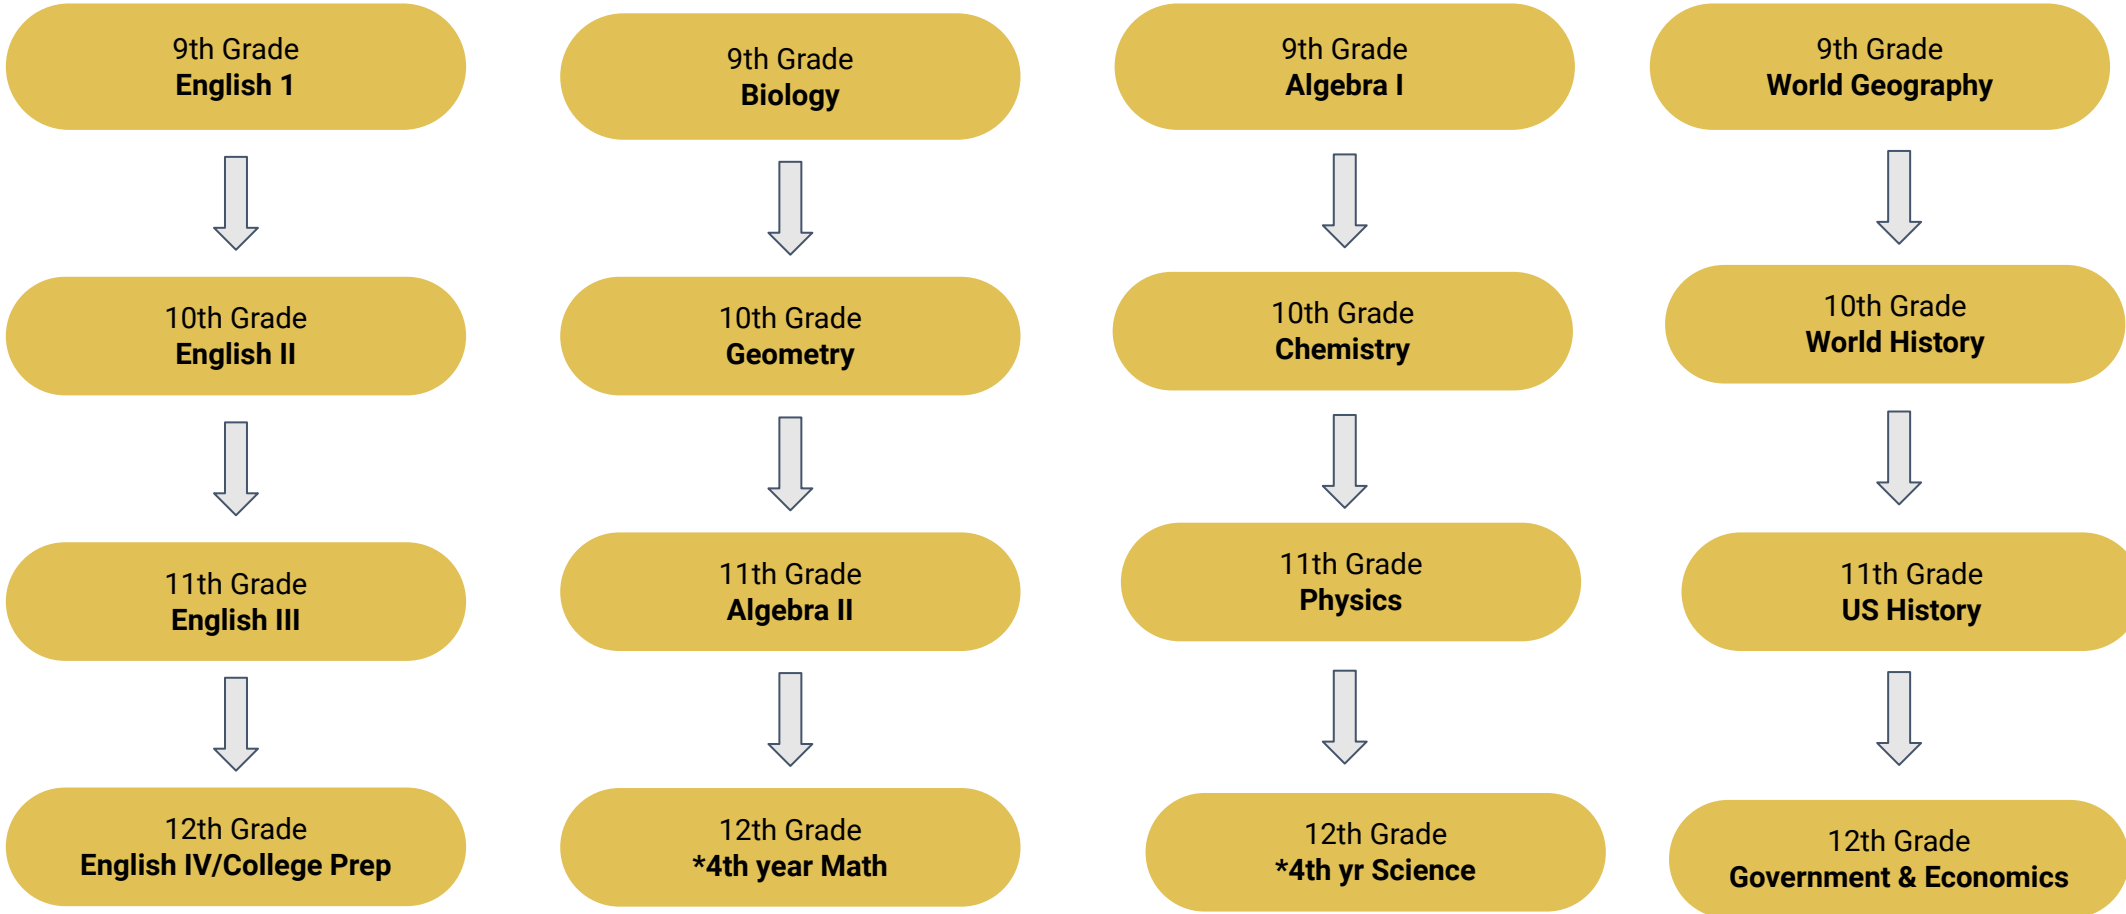 9th Grade
English 1
9th Grade
Biology
9th Grade
Algebra I
9th Grade
World Geography
10th Grade
English II
10th Grade
Geometry
10th Grade
Chemistry
10th Grade
World History
11th Grade
English III
11th Grade
Algebra II
11th Grade
Physics
11th Grade
US History
12th Grade
English IV/College Prep
12th Grade
*4th year Math
12th Grade
*4th yr Science
12th Grade
Government & Economics